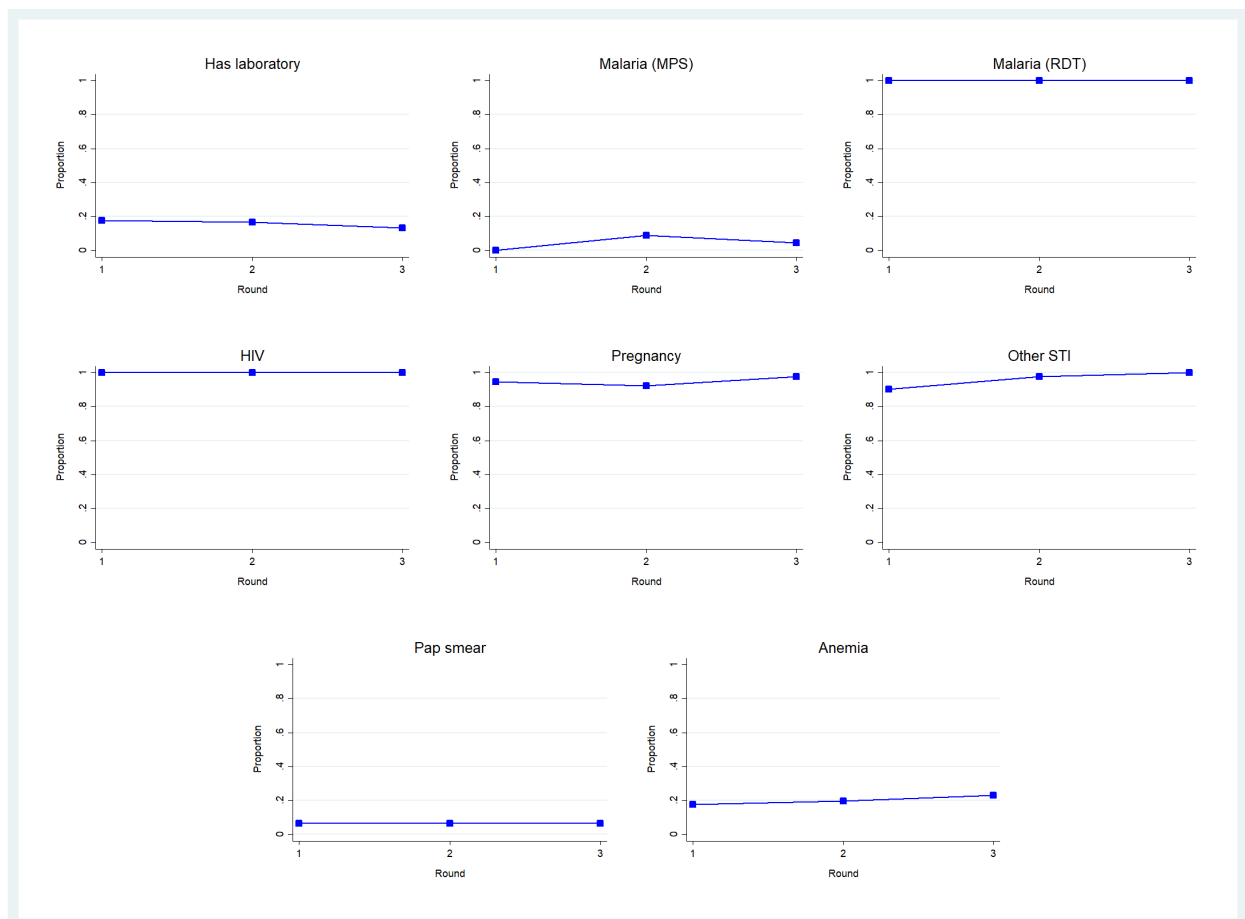 Has laboratory
Malaria (MPS)
Malaria (RDT)
Proportion
0 .2 .4 .6 .8 1
1 2 3
Round
Proportion
0 .2 .4 .6 .8 1
1 2 3
Round
Proportion
0 .2 .4 .6 .8 1
1 2 3
Round
HIV
Pregnancy
Other STI
Proportion
0 .2 .4 .6 .8 1
1 2 3
Round
Proportion
0 .2 .4 .6 .8 1
1 2 3
Round
Proportion
0 .2 .4 .6 .8 1
1 2 3
Round
Pap smear
Anemia
Proportion
0 .2 .4 .6 .8 1
1 2 3
Round
Proportion
0 .2 .4 .6 .8 1
1 2 3
Round